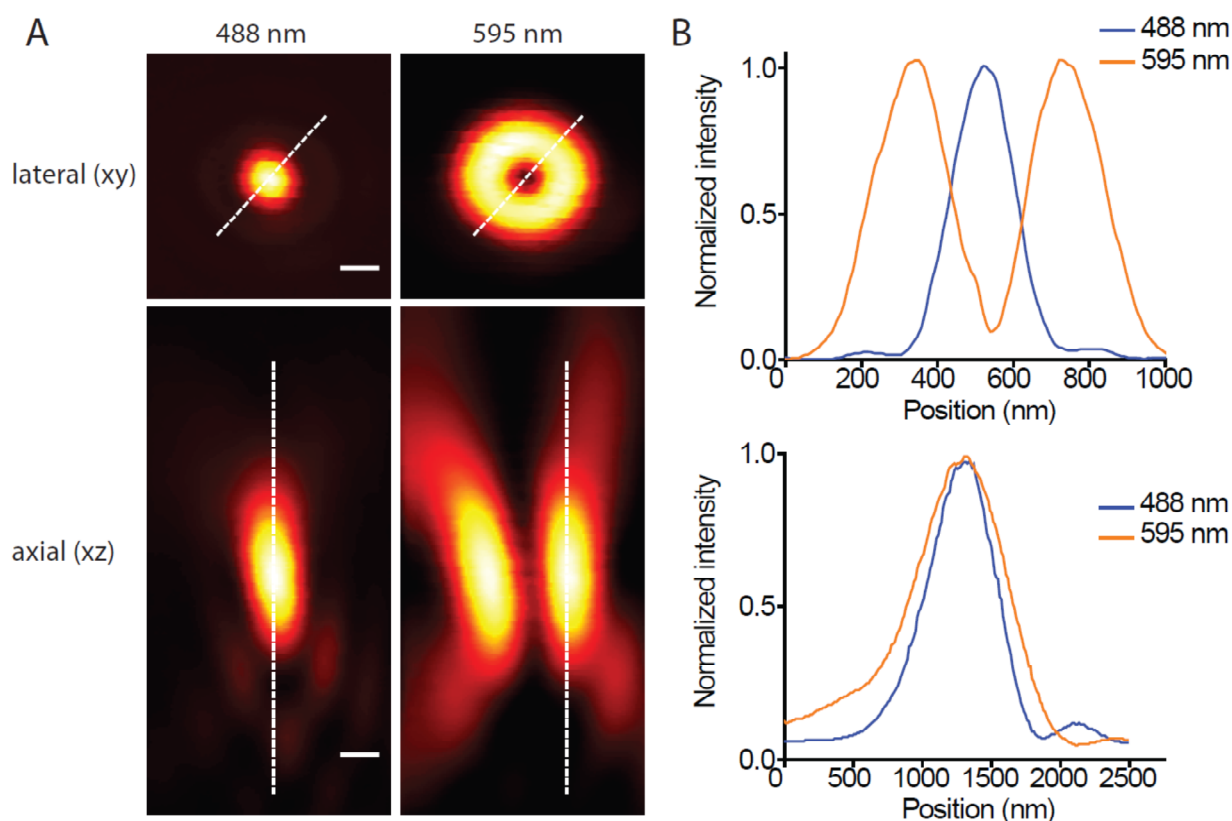 A
488 nm
595 nm
lateral (xy)
axial (xz)
B
488 nm
595 nm
Normalized intensity
1.0
0.5
0.0
0
200
400
600
800
1000
Position (nm)
488 nm
595 nm
Normalized intensity
1.0
0.5
0.0
0
500
1000
1500
2000
2500
Position (nm)